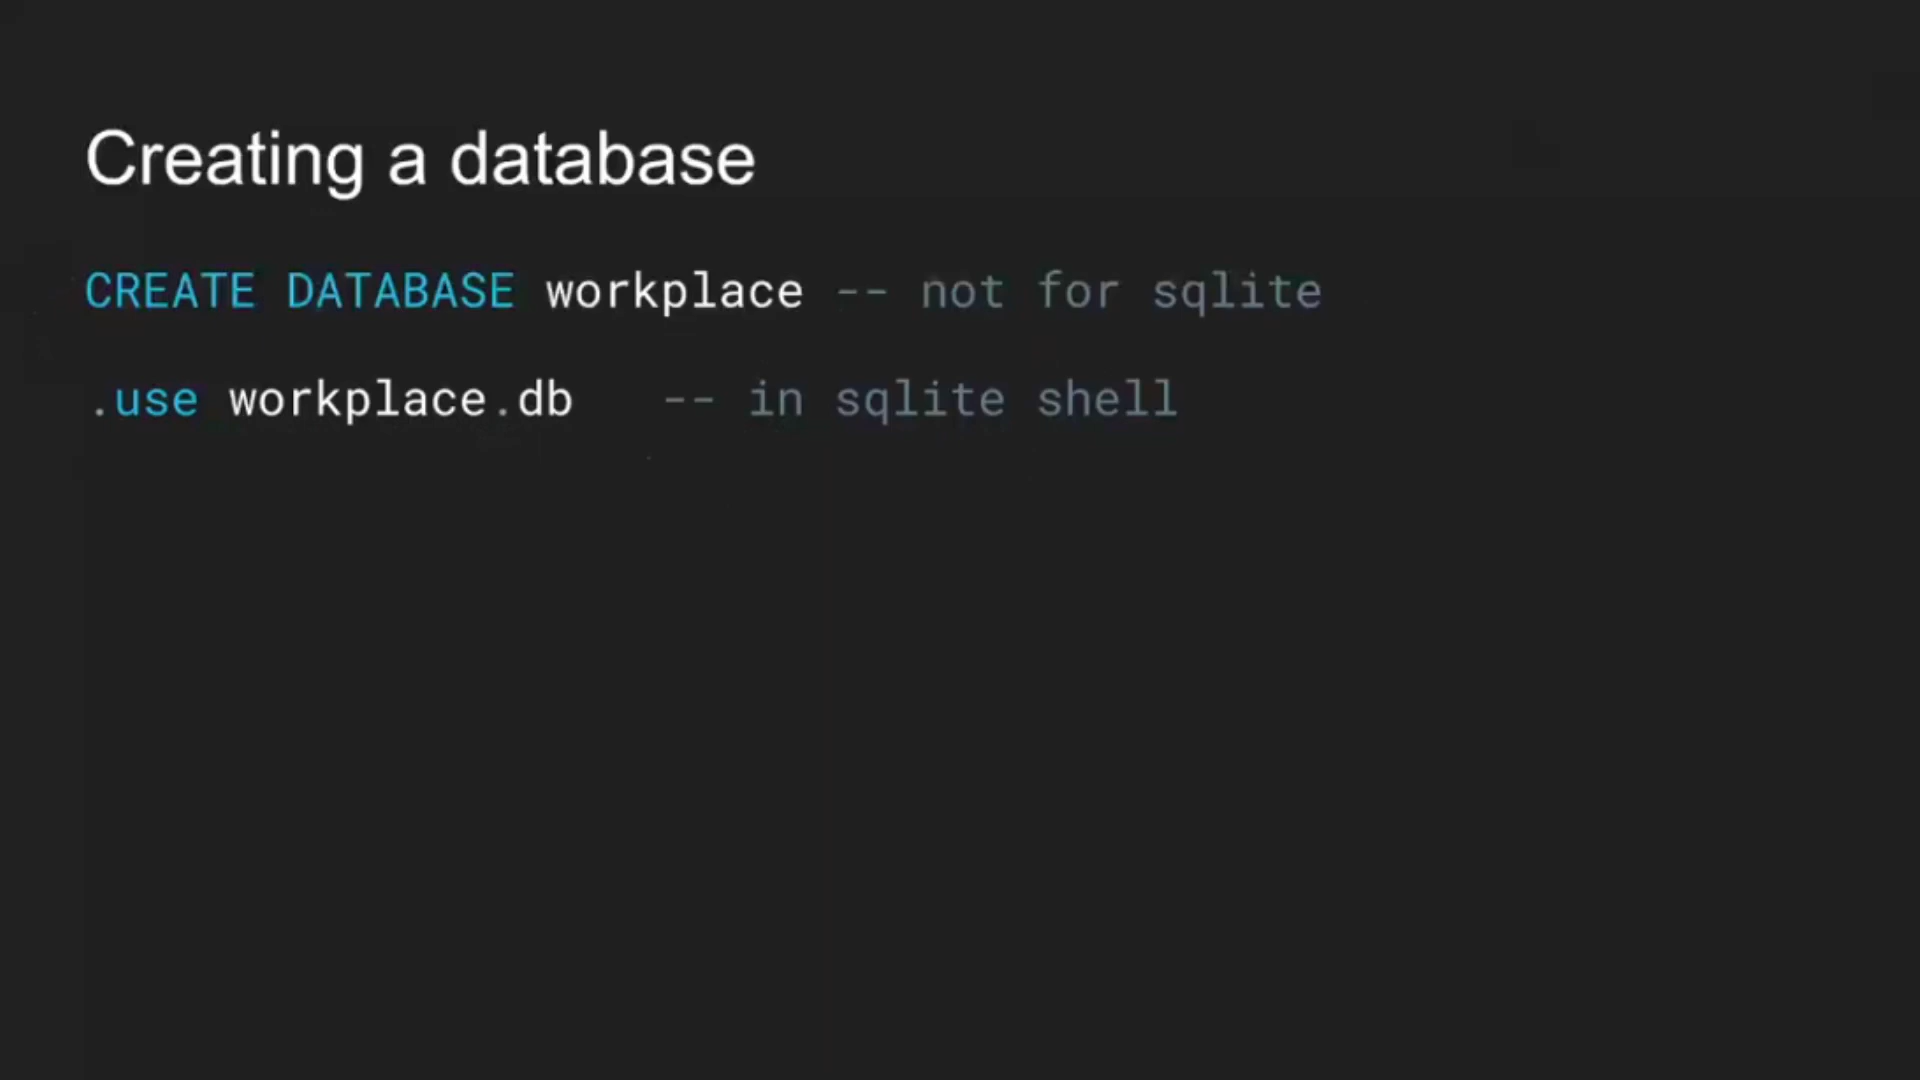 Creating a database
CREATE DATABASE workplace -- not for sqlite
.use workplace.db -- in sqlite shell